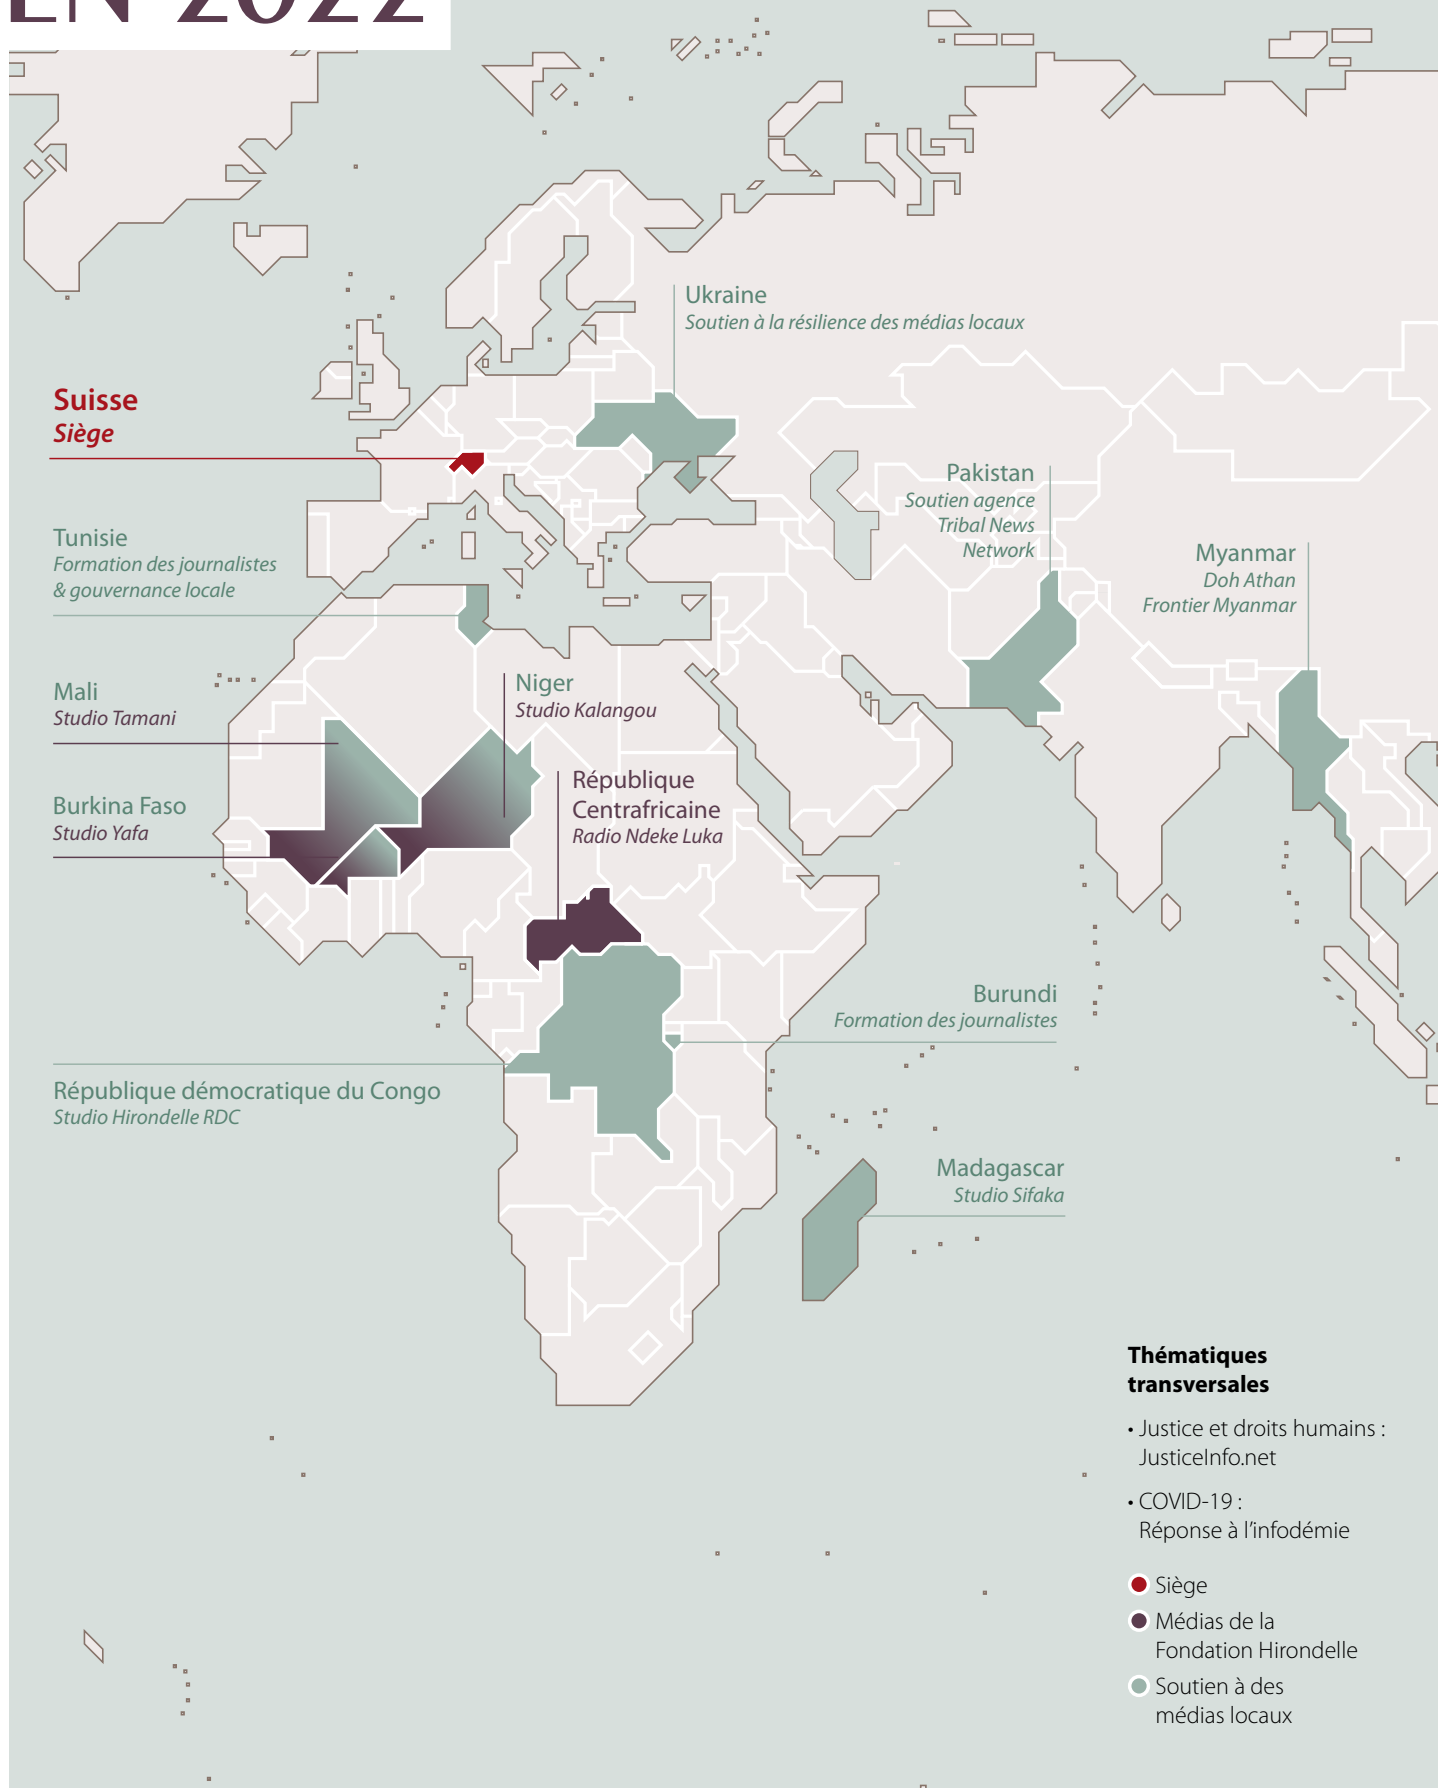 EN 2022
Ukraine
Soutien à la résilience des médias locaux
Suisse
Siège
Pakistan
Soutien agence
Tribal News
Network
Myanmar
Doh Athan
Frontier Myanmar
Tunisie
Formation des journalistes
& gouvernance locale
Mali
Studio Tamani
Niger
Studio Kalangou
Burkina Faso
Studio Yafa
République
Centrafricaine
Radio Ndeke Luka
Burundi
Formation des journalistes
République démocratique du Congo
Studio Hirondelle RDC
Madagascar
Studio Sifaka
Thématiques
transversales
• Justice et droits humains :
JusticeInfo.net
• COVID-19 :
Réponse à l'infodémie
Siège
Médias de la
Fondation Hirondelle
Soutien à des
médias locaux